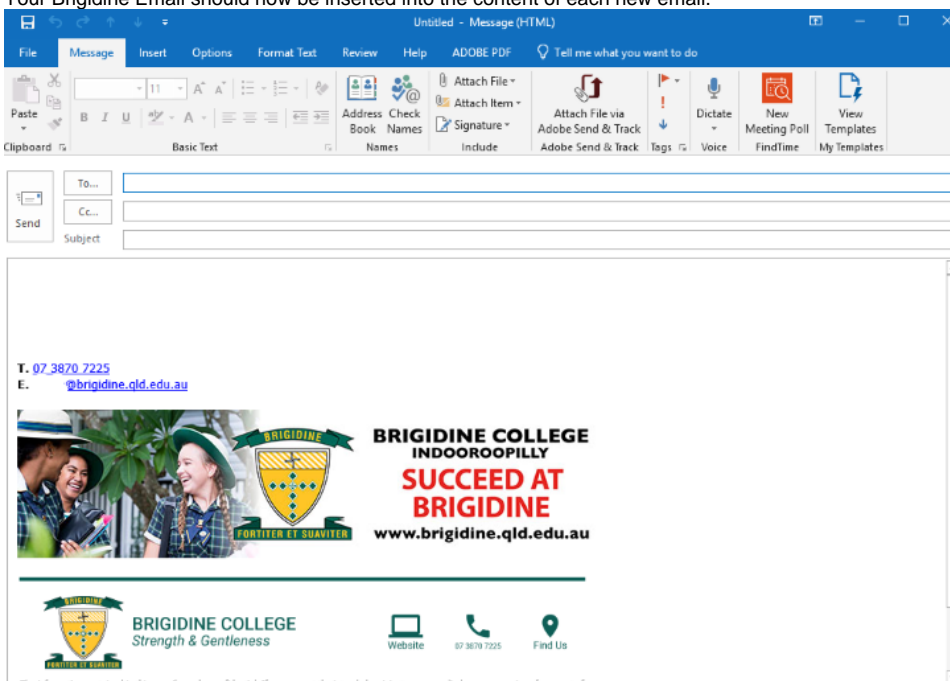 Your Brigidine Email should now be inserted into the content of each new email.
Untitled - Message (HTML)
File Message Insert Options Format Text Review Help ADOBE PDF Tell me what you want to do
Paste
11
A A
B I U
Address Book
Check Names
Attach File
Attach Item
Signature
Attach File via Adobe Send & Track
Dictate
New Meeting Poll
View Templates
Clipboard Basic Text Names Include Adobe Send & Track Tags Voice FindTime My Templates
To...
Cc...
Send
Subject
T. 07 3870 7225
E. @brigidine.qld.edu.au
BRIGIDINE
FORTITER ET SUAVITER
BRIGIDINE COLLEGE
INDOOROOPILLY
SUCCEED AT
BRIGIDINE
www.brigidine.qld.edu.au
BRIGIDINE
FORTITER ET SUAVITER
BRIGIDINE COLLEGE
Strength & Gentleness
Website
07 3870 7225
Find Us